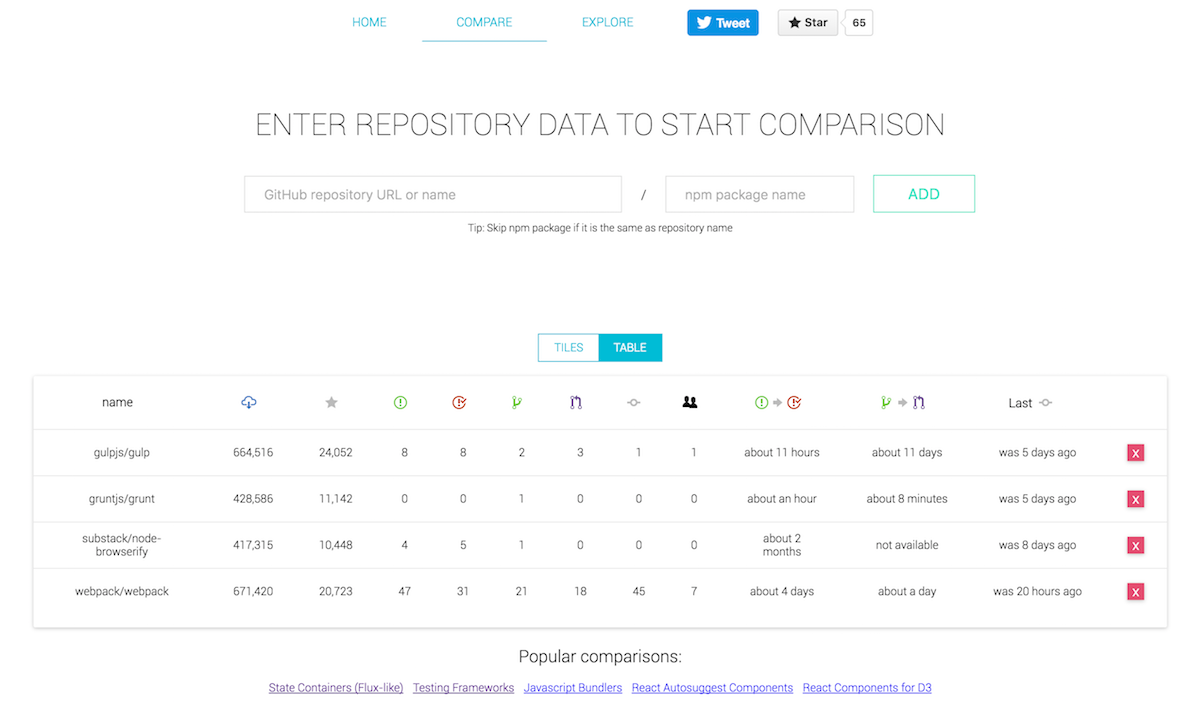 HOME COMPARE EXPLORE Tweet Star 65
ENTER REPOSITORY DATA TO START COMPARISON
GitHub repository URL or name / npm package name ADD
Tip: Skip npm package if it is the same as repository name
TILES TABLE
name Last
gulpjs/gulp 664,516 24,052 8 8 2 3 1 1 about 11 hours about 11 days was 5 days ago X
gruntjs/grunt 428,586 11,142 0 0 1 0 0 0 about an hour about 8 minutes was 5 days ago X
substack/node-
browserify 417,315 10,448 4 5 1 0 0 0 about 2
months not available was 8 days ago X
webpack/webpack 671,420 20,723 47 31 21 18 45 7 about 4 days about a day was 20 hours ago X
Popular comparisons:
State Containers (Flux-like) Testing Frameworks Javascript Bundlers React Autosuggest Components React Components for D3